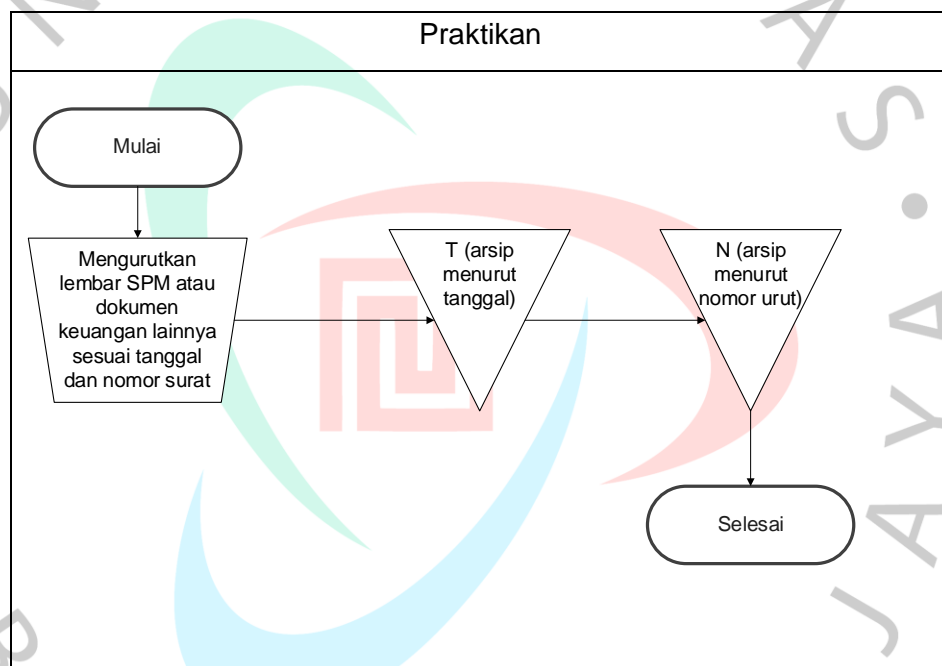 Praktikan
Mulai
Mengurutkan
lembar SPM atau
dokumen
keuangan lainnya
sesuai tanggal
dan nomor surat
T (arsip
menurut
tanggal)
N (arsip
menurut
nomor urut)
Selesai
A S
JAYA